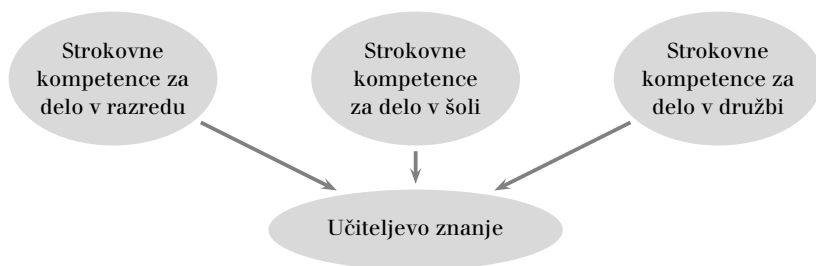 Strokovne
kompetence za
delo v razredu
Strokovne
kompetence
za delo v šoli
Strokovne
kompetence za
delo v družbi
Učiteljevo znanje